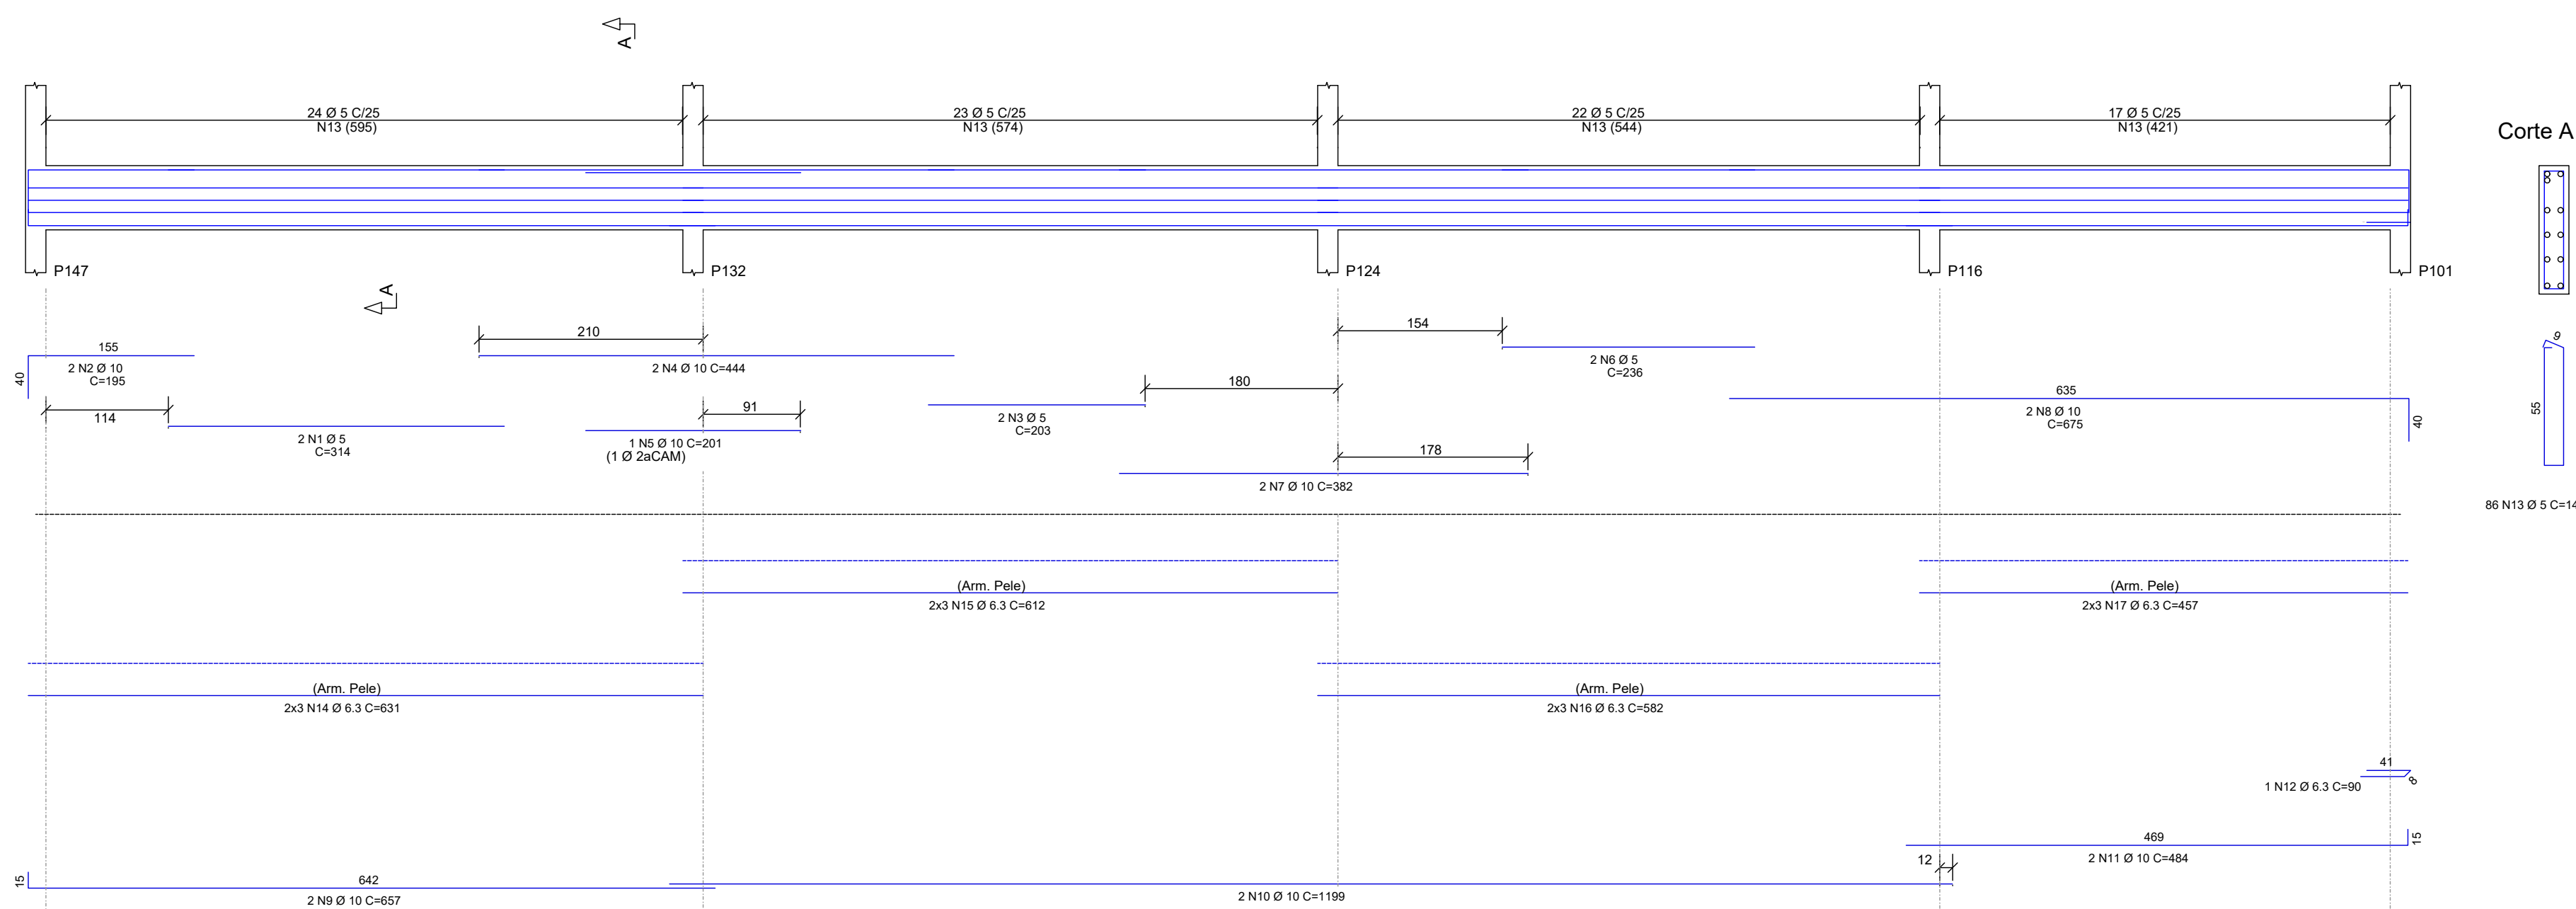 A
24 Ø 5 C/25
N13 (595)
23 Ø 5 C/25
N13 (574)
22 Ø 5 C/25
N13 (544)
17 Ø 5 C/25
N13 (421)
Corte A
P147
P132
P124
P116
P101
A
210
154
155
2 N2 Ø 10
C=195
40
2 N4 Ø 10 C=444
2 N6 Ø 5
C=236
9
55
114
180
635
2 N8 Ø 10
C=675
40
91
2 N1 Ø 5
C=314
1 N5 Ø 10 C=201
(1 Ø 2aCAM)
2 N3 Ø 5
C=203
178
2 N7 Ø 10 C=382
86 N13 Ø 5 C=14
(Arm. Pele)
2x3 N15 Ø 6.3 C=612
(Arm. Pele)
2x3 N17 Ø 6.3 C=457
(Arm. Pele)
2x3 N14 Ø 6.3 C=631
(Arm. Pele)
2x3 N16 Ø 6.3 C=582
41
8
1 N12 Ø 6.3 C=90
469
15
2 N11 Ø 10 C=484
12
15
642
2 N9 Ø 10 C=657
2 N10 Ø 10 C=1199